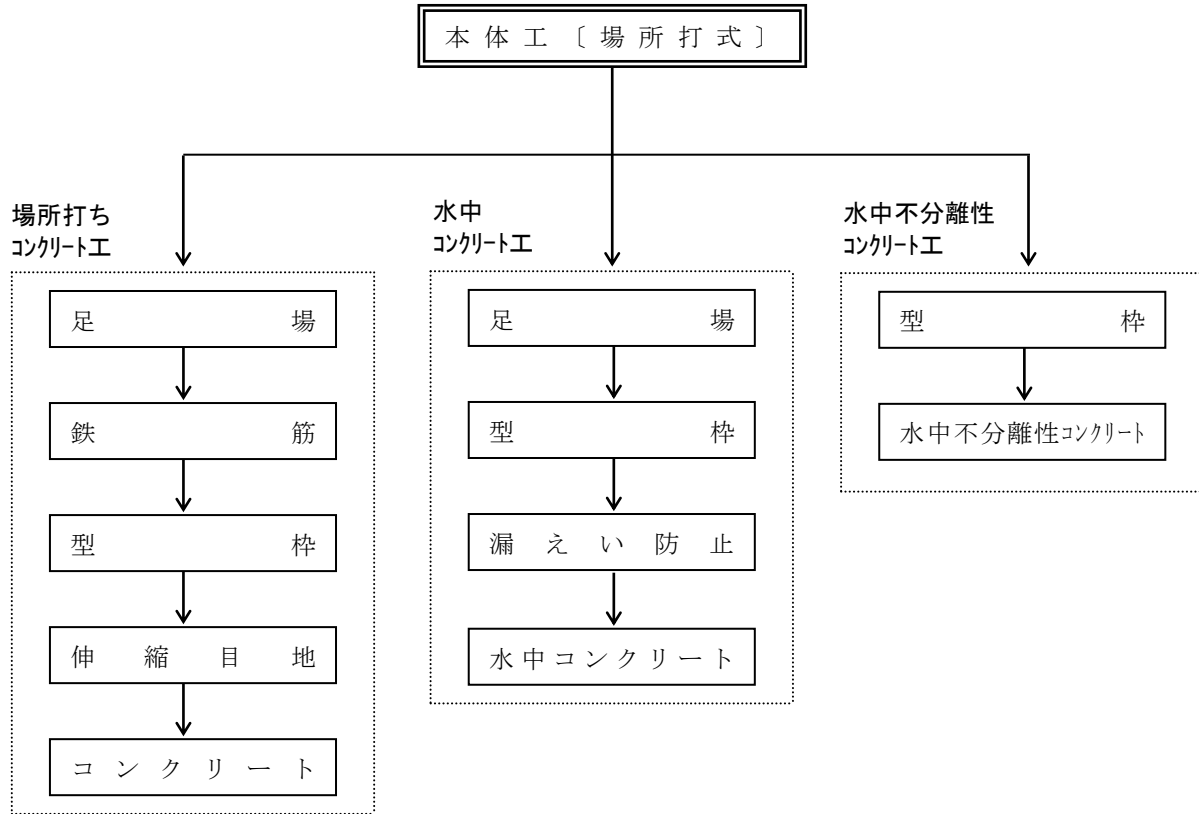 本体工〔場所打式〕
場所打ち
コンクリート工
足場
鉄筋
型枠
伸縮目地
コンクリート
水中
コンクリート工
足場
型枠
漏えい防止
水中コンクリート
水中不分離性
コンクリート工
型枠
水中不分離性コンクリート